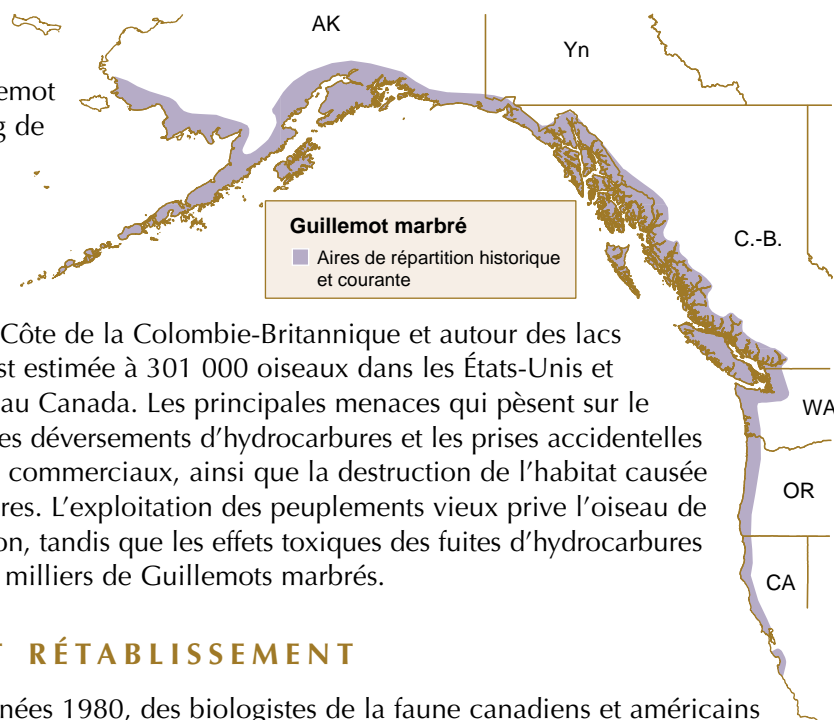 AK
Yn
emot
g de
Guillemot marbré
Aires de répartition historique
et courante
C.-B.
Côte de la Colombie-Britannique et autour des lacs
st estimée à 301 000 oiseaux dans les États-Unis et
au Canada. Les principales menaces qui pèsent sur le
es déversements d’hydrocarbures et les prises accidentelles
commerciaux, ainsi que la destruction de l’habitat causée
res. L’exploitation des peuplements vieux prive l’oiseau de
on, tandis que les effets toxiques des fuites d’hydrocarbures
milliers de Guillemots marbrés.
WA
OR
CA
T RÉTABLISSEMENT
nées 1980, des biologistes de la faune canadiens et américains